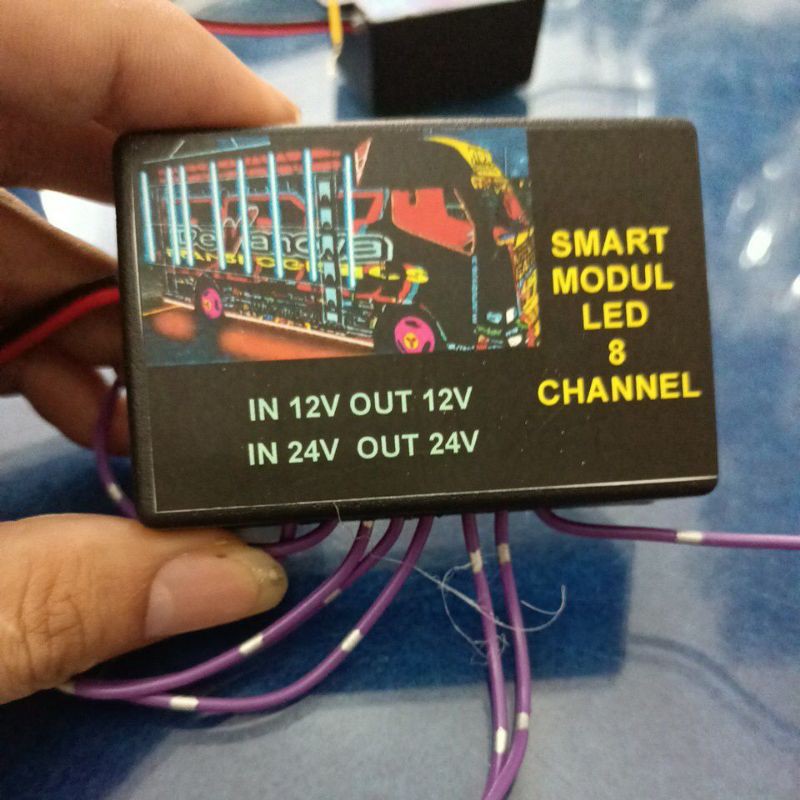 SMART
MODUL
LED
8
CHANNEL
IN 12V OUT 12V
IN 24V OUT 24V